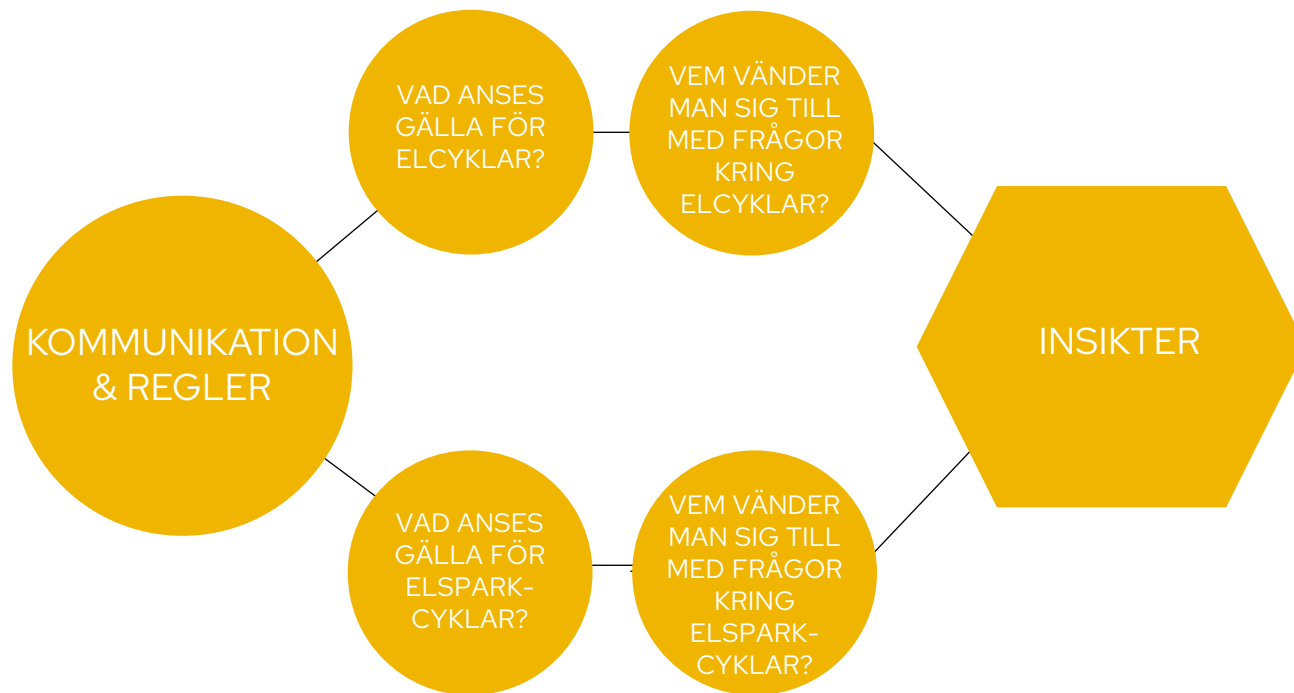 KOMMUNIKATION
& REGLER
VAD ANSES
GÄLLA FÖR
ELCYKLAR?
VEM VÄNDER
MAN SIG TILL
MED FRÅGOR
KRING
ELCYKLAR?
VAD ANSES
GÄLLA FÖR
ELSPARK-
CYKLAR?
VEM VÄNDER
MAN SIG TILL
MED FRÅGOR
KRING
ELSPARK-
CYKLAR?
INSIKTER